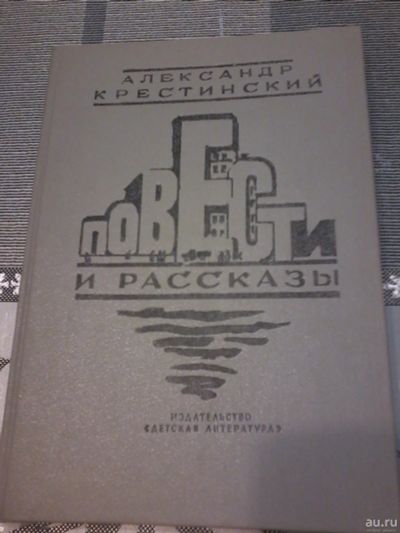 АЛЕКСАНДР
КРЕСТИНСКИЙ
ПОВЕСТИ
И РАССКАЗЫ
ИЗДАТЕЛЬСТВО
«ДЕТСКАЯ ЛИТЕРАТУРА»
au.ru